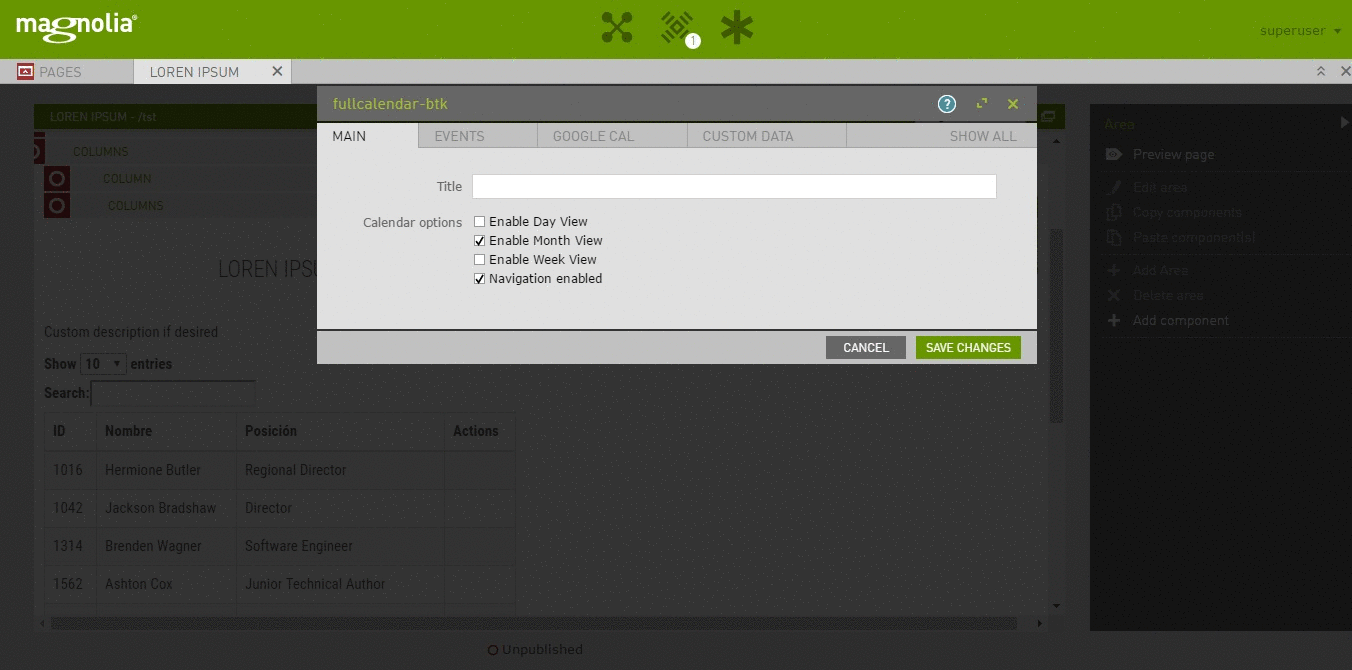 magnolia®
1
superuser
PAGES
LOREN IPSUM
fullcalendar-btk
?
LOREN IPSUM - /tst
MAIN
EVENTS
GOOGLE CAL
CUSTOM DATA
SHOW ALL
Area
COLUMNS
Preview page
COLUMN
Title
Edit area
COLUMNS
Copy components
Calendar options
Enable Day View
Enable Month View
Paste component(s)
Enable Week View
LOREN IPSU
Add Area
Navigation enabled
Delete area
Add component
Custom description if desired
CANCEL
SAVE CHANGES
Show 10 entries
Search:
ID Nombre Posición Actions
1016 Hermione Butler Regional Director
1042 Jackson Bradshaw Director
1314 Brenden Wagner Software Engineer
1562 Ashton Cox Junior Technical Author
Unpublished